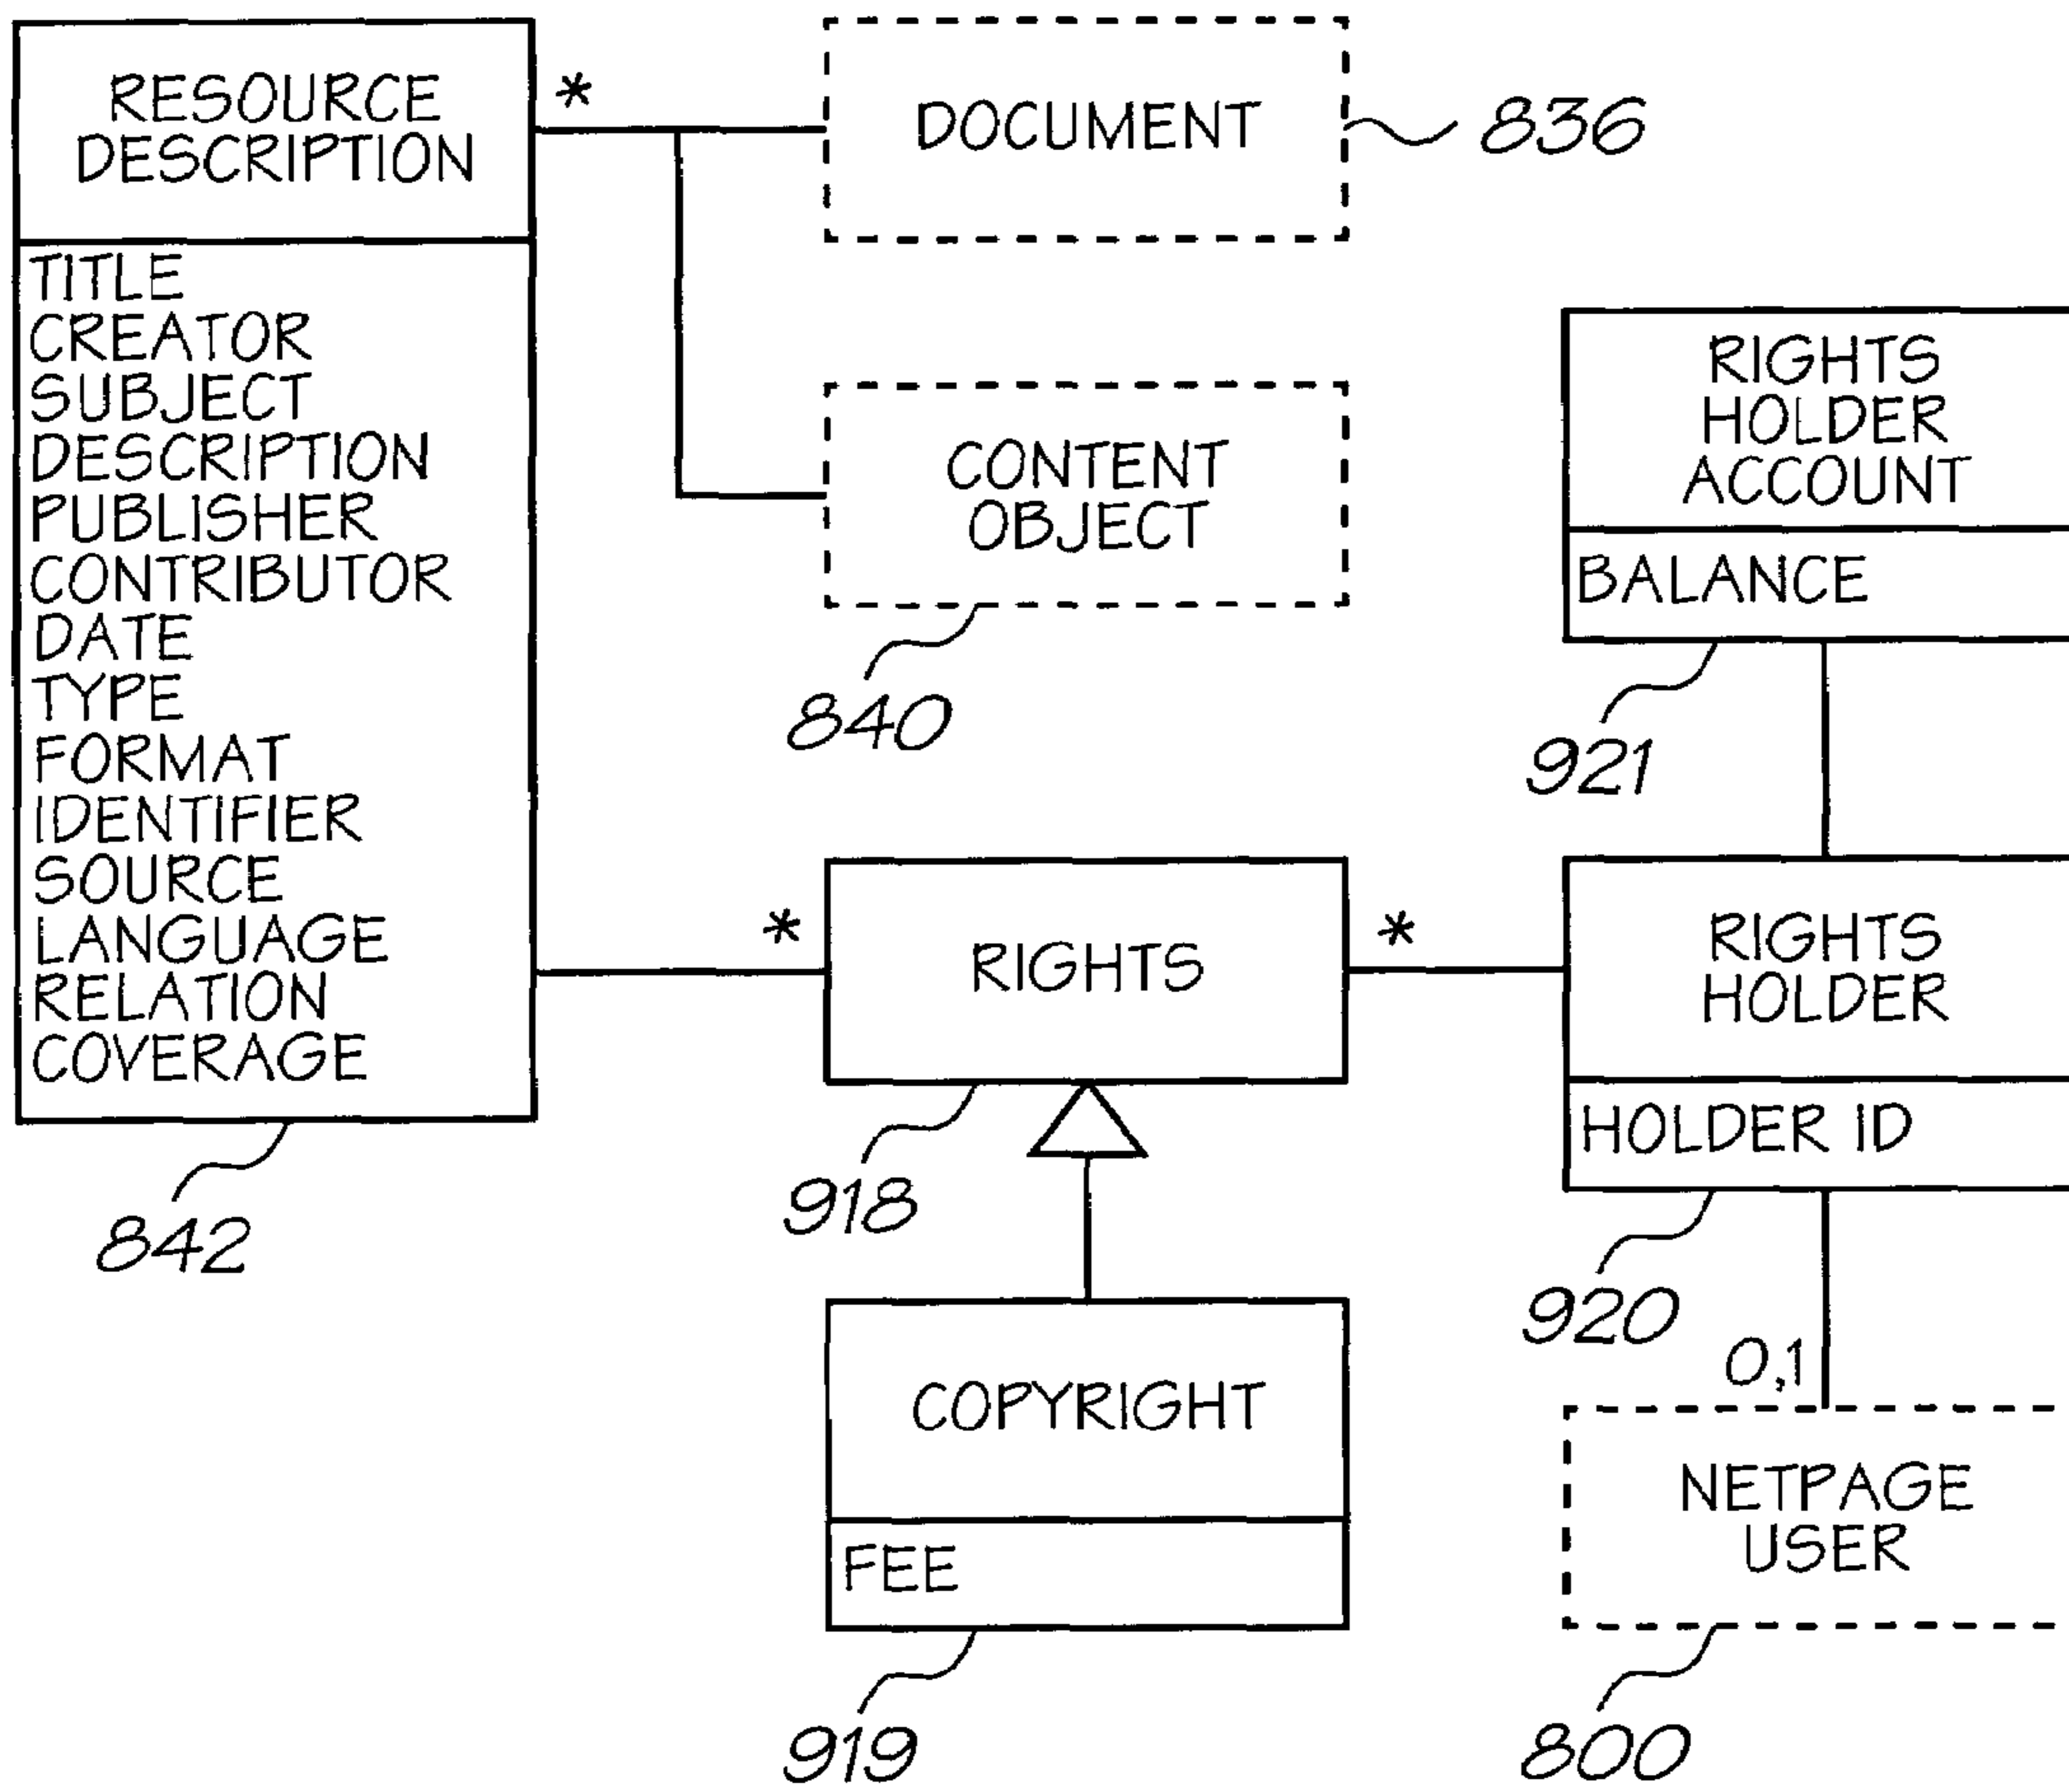 RESOURCE
DESCRIPTION
*
TITLE
CREATOR
SUBJECT
DESCRIPTION
PUBLISHER
CONTRIBUTOR
DATE
TYPE
FORMAT
IDENTIFIER
SOURCE
LANGUAGE
RELATION
COVERAGE
842
DOCUMENT
836
CONTENT
OBJECT
840
RIGHTS
HOLDER
ACCOUNT
BALANCE
921
*
RIGHTS
*
918
RIGHTS
HOLDER
HOLDER ID
920
0,1
COPYRIGHT
FEE
919
NETPAGE
USER
800